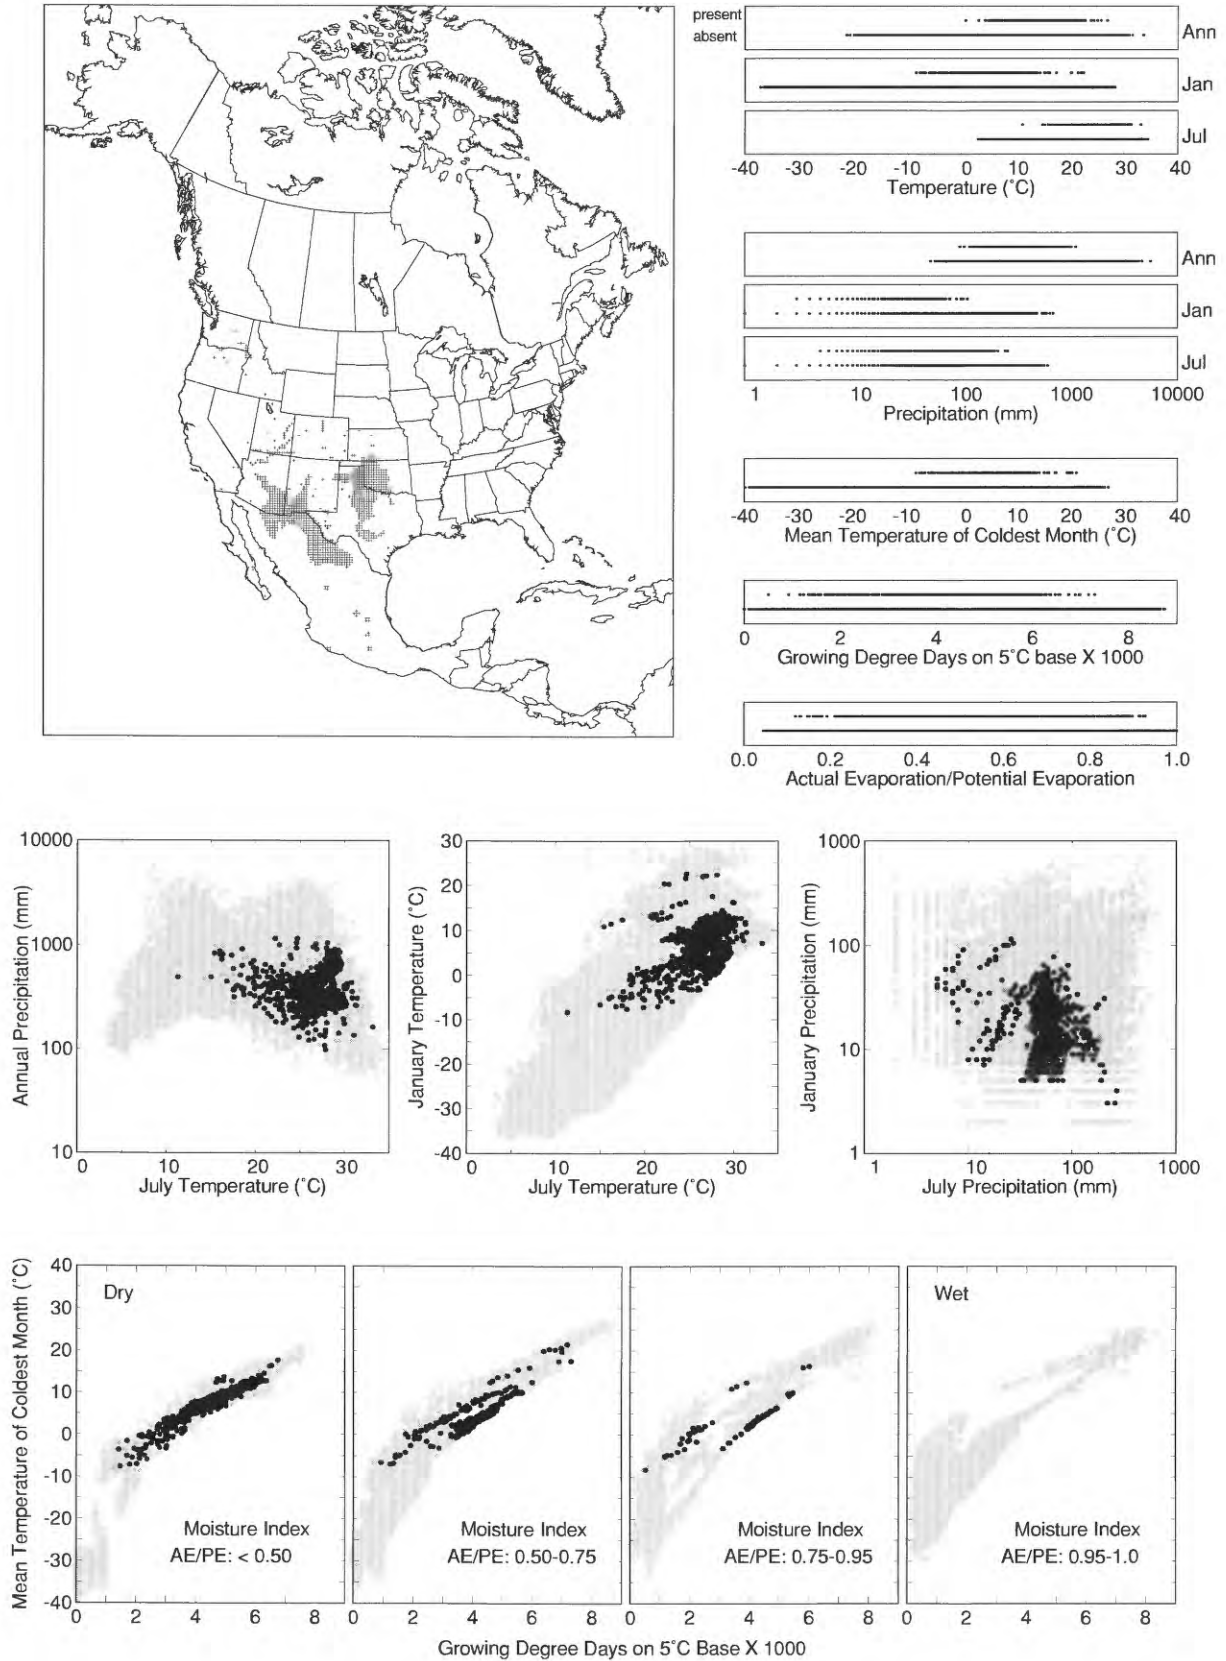 present
absent
Ann
Jan
Jul
-40 -30 -20 -10 0 10 20 30 40
Temperature (˚C)
Ann
Jan
Jul
1 10 100 1000 10000
Precipitation (mm)
-40 -30 -20 -10 0 10 20 30 40
Mean Temperature of Coldest Month (˚C)
0 2 4 6 8
Growing Degree Days on 5˚C base X 1000
0.0 0.2 0.4 0.6 0.8 1.0
Actual Evaporation/Potential Evaporation
Annual Precipitation (mm)
10000
1000
100
10
0 10 20 30
July Temperature (˚C)
January Temperature (˚C)
30
20
10
0
-10
-20
-30
-40
0 10 20 30
July Temperature (˚C)
January Precipitation (mm)
1000
100
10
1
1 10 100 1000
July Precipitation (mm)
Mean Temperature of Coldest Month (˚C)
40
30
20
10
0
-10
-20
-30
-40
Dry
Moisture Index
AE/PE: < 0.50
0 2 4 6 8
Moisture Index
AE/PE: 0.50-0.75
0 2 4 6 8
Moisture Index
AE/PE: 0.75-0.95
0 2 4 6 8
Wet
Moisture Index
AE/PE: 0.95-1.0
0 2 4 6 8
Growing Degree Days on 5˚C Base X 1000